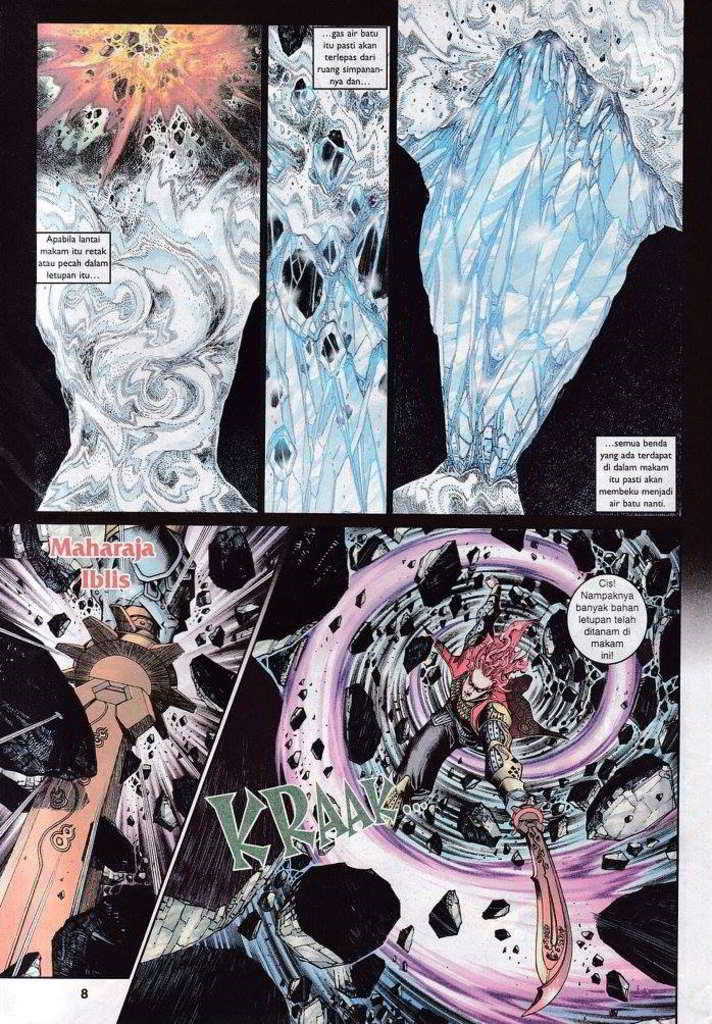 Apabila lantai
makam itu retak
atau pecah dalam
letupan itu...
...gas air batu
itu pasti akan
terlepas dari
ruang simpanan-
nya dan...
...semua benda
yang ada terdapat
di dalam makam
itu pasti akan
membeku menjadi
air batu nanti.
Maharaja
Iblis
Cis!
Nampaknya
banyak bahan
letupan telah
ditanam di
makam
ini!
KRAAK...
8